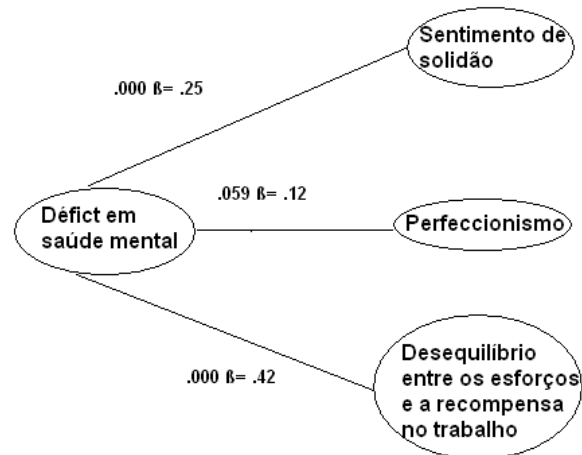 Sentimento de
solidão
.000 ß= .25
.059 ß= .12
Défict em
saúde mental
Perfeccionismo
Desequilíbrio
entre os esforços
e a recompensa
no trabalho
.000 ß= .42